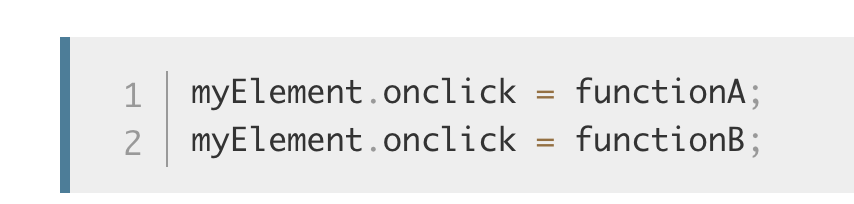 1 myElement.onclick = functionA;
2 myElement.onclick = functionB;